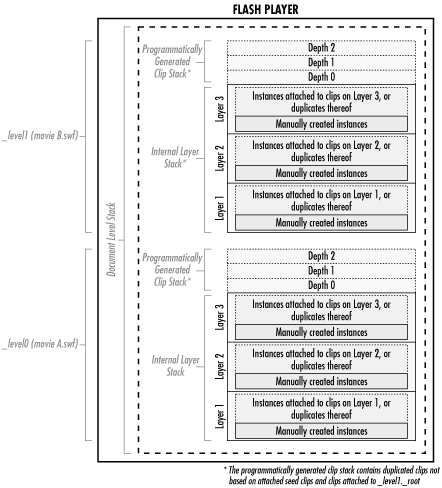 FLASH PLAYER
Programmatically
Generated
Clip Stack*
Depth 2
Depth 1
Depth 0
_level1 (movie B.swf)
Document Level Stack
Internal Layer
Stack*
Layer 3
Instances attached to clips on Layer 3, or
duplicates thereof
Manually created instances
Layer 2
Instances attached to clips on Layer 2, or
duplicates thereof
Manually created instances
Layer 1
Instances attached to clips on Layer 1, or
duplicates thereof
Manually created instances
Programmatically
Generated
Clip Stack*
Depth 2
Depth 1
Depth 0
_level0 (movie A.swf)
Internal Layer
Stack
Layer 3
Instances attached to clips on Layer 3, or
duplicates thereof
Manually created instances
Layer 2
Instances attached to clips on Layer 2, or
duplicates thereof
Manually created instances
Layer 1
Instances attached to clips on Layer 1, or
duplicates thereof
Manually created instances
* The programmatically generated clip stack contains duplicated clips not
based on attached seed clips and clips attached to _level1._root